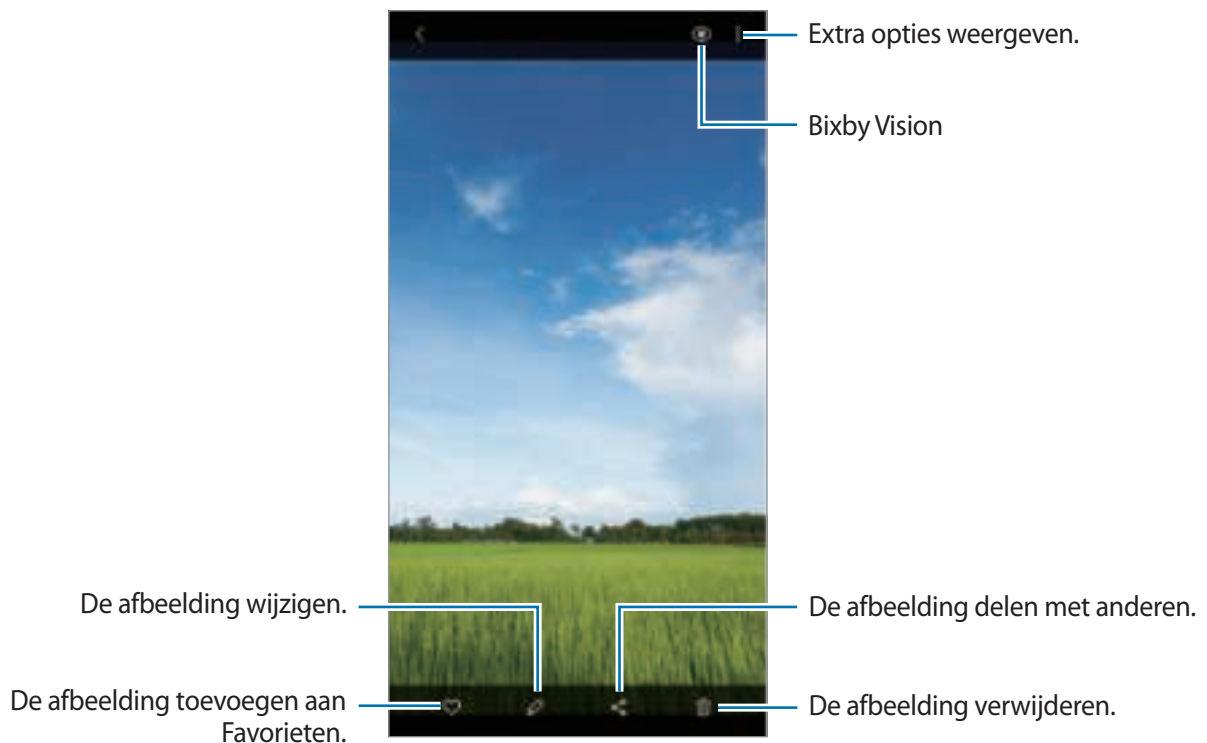 Extra opties weergeven.
Bixby Vision
De afbeelding wijzigen.
De afbeelding delen met anderen.
De afbeelding toevoegen aan
Favorieten.
De afbeelding verwijderen.